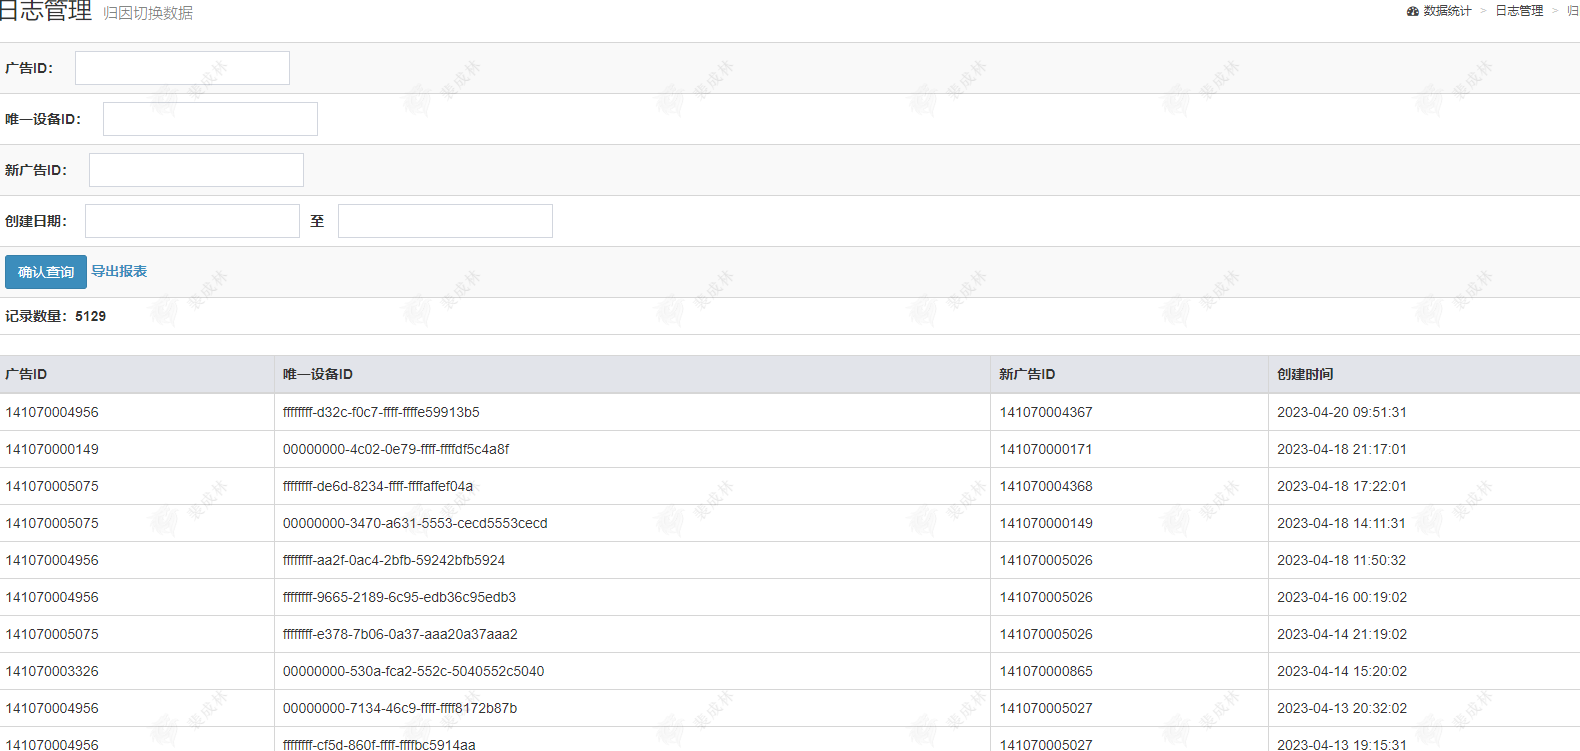 日志管理 归因切换数据
数据统计 > 日志管理 > 归
广告ID：
唯一设备ID：
新广告ID：
创建日期： 至
确认查询 导出报表
记录数量：5129
广告ID 唯一设备ID 新广告ID 创建时间
141070004956 ffffffff-d32c-f0c7-ffff-ffffe59913b5 141070004367 2023-04-20 09:51:31
141070000149 00000000-4c02-0e79-ffff-ffffdf5c4a8f 141070000171 2023-04-18 21:17:01
141070005075 ffffffff-de6d-8234-ffff-ffffaffef04a 141070004368 2023-04-18 17:22:01
141070005075 00000000-3470-a631-5553-cecd5553cecd 141070000149 2023-04-18 14:11:31
141070004956 ffffffff-aa2f-0ac4-2bfb-59242bfb5924 141070005026 2023-04-18 11:50:32
141070004956 ffffffff-9665-2189-6c95-edb36c95edb3 141070005026 2023-04-16 00:19:02
141070005075 ffffffff-e378-7b06-0a37-aaa20a37aaa2 141070005026 2023-04-14 21:19:02
141070003326 00000000-530a-fca2-552c-5040552c5040 141070000865 2023-04-14 15:20:02
141070004956 00000000-7134-46c9-ffff-ffff8172b87b 141070005027 2023-04-13 20:32:02
141070004956 ffffffff-cf5d-860f-ffff-ffffbc5914aa 141070005027 2023-04-13 19:15:31